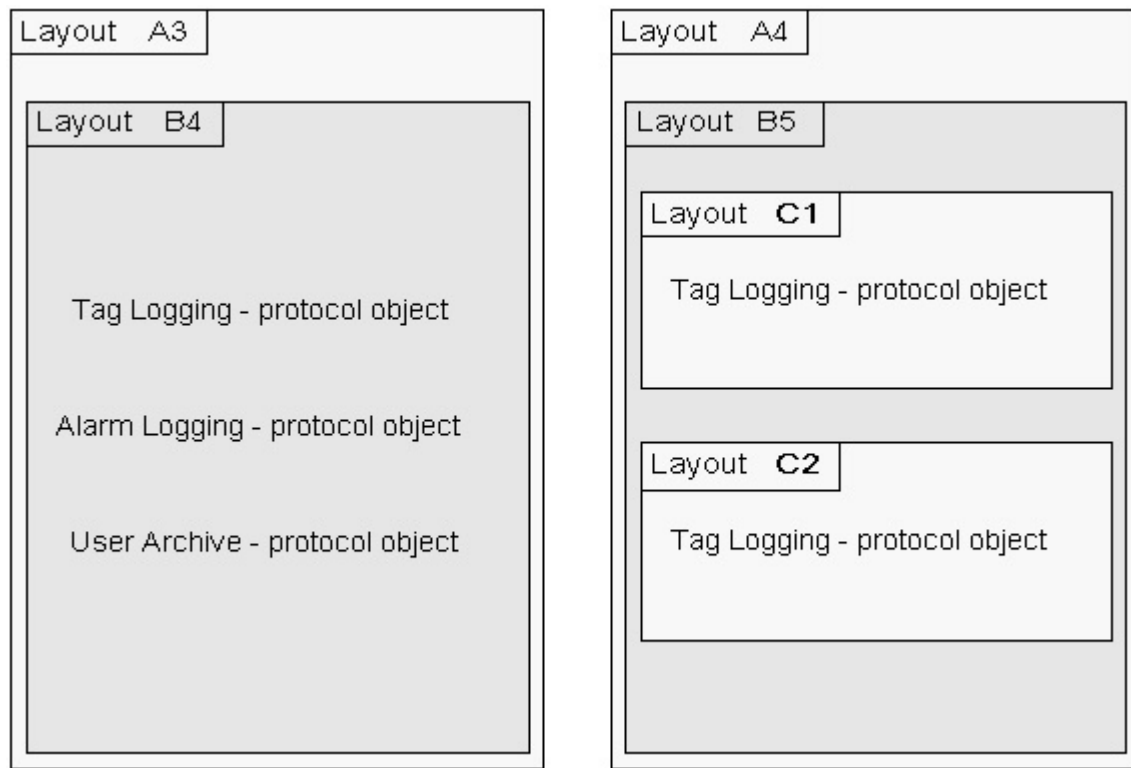 Layout A3
Layout B4
Tag Logging - protocol object
Alarm Logging - protocol object
User Archive - protocol object
Layout A4
Layout B5
Layout C1
Tag Logging - protocol object
Layout C2
Tag Logging - protocol object